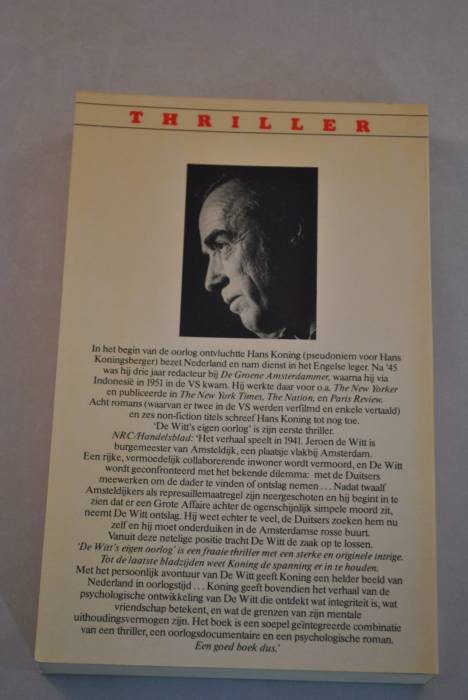 THRILLER
In het begin van de oorlog ontvluchtte Hans Koning (pseudoniem voor Hans
Koningsberger) bezet Nederland en nam dienst in het Engelse leger. Na '45
was hij drie jaar redacteur bij De Groene Amsterdammer, waarna hij via
Indonesië in 1951 in de VS kwam. Hij werkte daar voor o.a. The New Yorker
en publiceerde in The New York Times, The Nation, en Paris Review.
Acht romans (waarvan er twee in de VS werden verfilmd en enkele vertaald)
en zes non-fiction titels schreef Hans Koning tot nog toe.
'De Witt's eigen oorlog' is zijn eerste thriller.
NRC/Handelsblad: 'Het verhaal speelt in 1941. Jeroen de Witt is
burgemeester van Amsteldijk, een plaatsje vlakbij Amsterdam.
Een rijke, vermoedelijk collaborerende inwoner wordt vermoord, en De Witt
wordt geconfronteerd met het bekende dilemma: met de Duitsers
meewerken om de dader te vinden of ontslag nemen... Nadat twaalf
Amsteldijkers als represaillemaatregel zijn neergeschoten en hij begint in te
zien dat er een Grote Affaire achter de ogenschijnlijk simpele moord zit,
neemt De Witt ontslag. Hij weet echter te veel, de Duitsers zoeken hem nu
zelf en hij moet onderduiken in de Amsterdamse rosse buurt.
Vanuit deze netelige positie tracht De Witt de zaak op te lossen.
'De Witt's eigen oorlog' is een fraaie thriller met een sterke en originele intrige.
Tot de laatste bladzijden weet Koning de spanning er in te houden.
Met het persoonlijk avontuur van De Witt geeft Koning een helder beeld van
Nederland in oorlogstijd... Koning geeft bovendien het verhaal van de
psychologische ontwikkeling van De Witt die ontdekt wat integriteit is, wat
vriendschap betekent, en wat de grenzen van zijn mentale
uithoudingsvermogen zijn. Het boek is een soepel geïntegreerde combinatie
van een thriller, een oorlogsdocumentaire en een psychologische roman.
Een goed boek dus.'